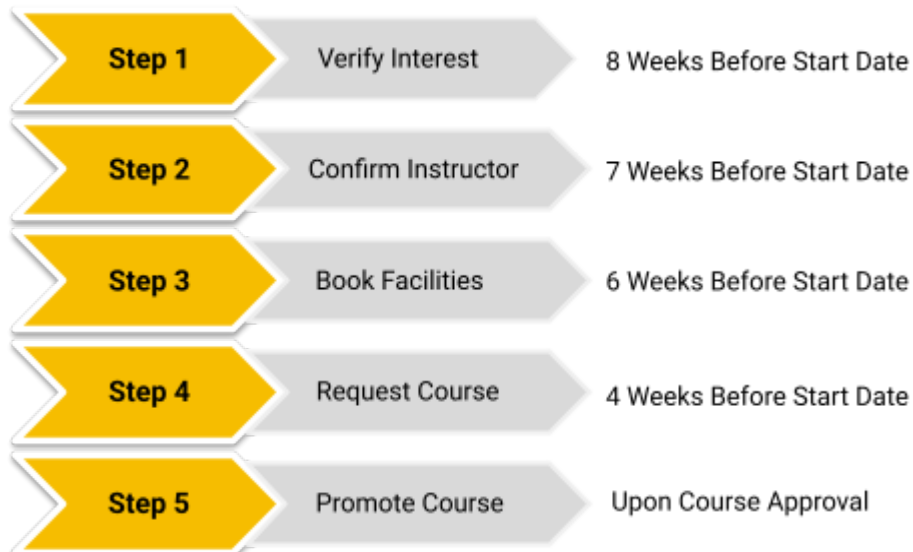 Step 1 Verify Interest 8 Weeks Before Start Date
Step 2 Confirm Instructor 7 Weeks Before Start Date
Step 3 Book Facilities 6 Weeks Before Start Date
Step 4 Request Course 4 Weeks Before Start Date
Step 5 Promote Course Upon Course Approval